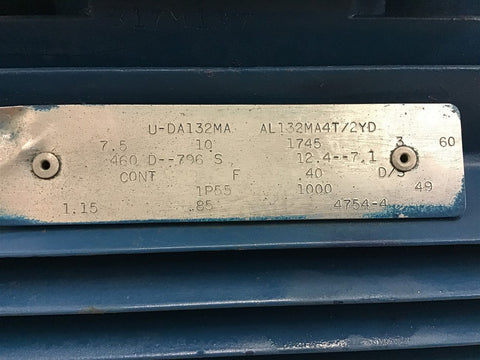 U-DA132MA AL132MA4T/2YD
7.5 10 1745 3 60
460 D--796 S 12.4--7.1
CONT F 40 D/S
IP55 1000 49
1.15 85 4754-4